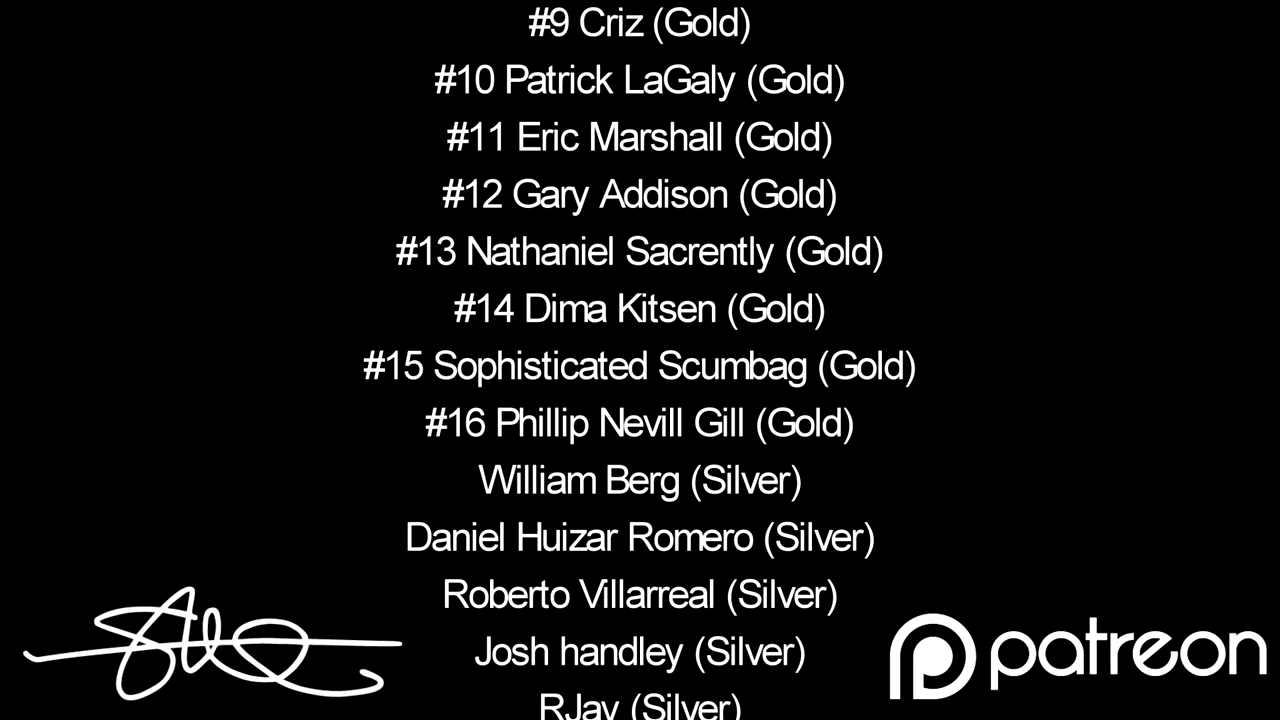 #9 Criz (Gold)
#10 Patrick LaGaly (Gold)
#11 Eric Marshall (Gold)
#12 Gary Addison (Gold)
#13 Nathaniel Sacrently (Gold)
#14 Dima Kitsen (Gold)
#15 Sophisticated Scumbag (Gold)
#16 Phillip Nevill Gill (Gold)
William Berg (Silver)
Daniel Huizar Romero (Silver)
Roberto Villarreal (Silver)
Josh handley (Silver)
RJay (Silver)
patreon